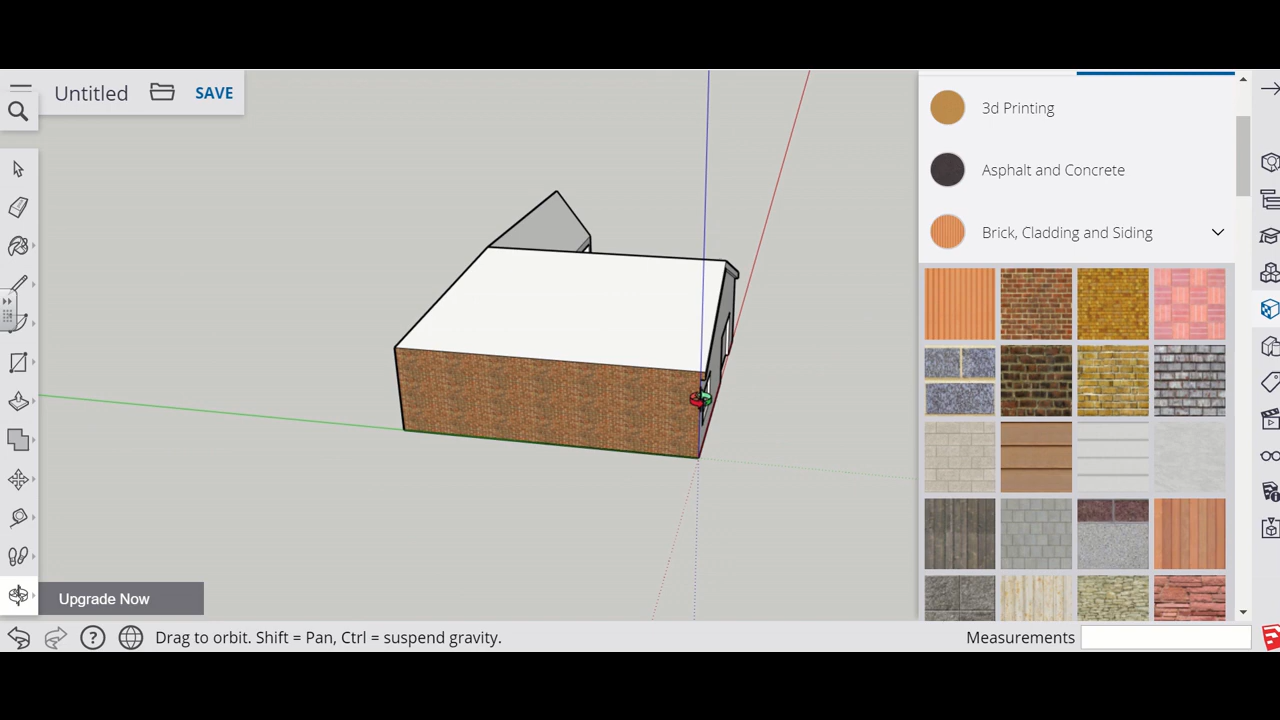 Untitled
SAVE
3d Printing
Asphalt and Concrete
Brick, Cladding and Siding
Upgrade Now
Drag to orbit. Shift = Pan, Ctrl = suspend gravity.
Measurements